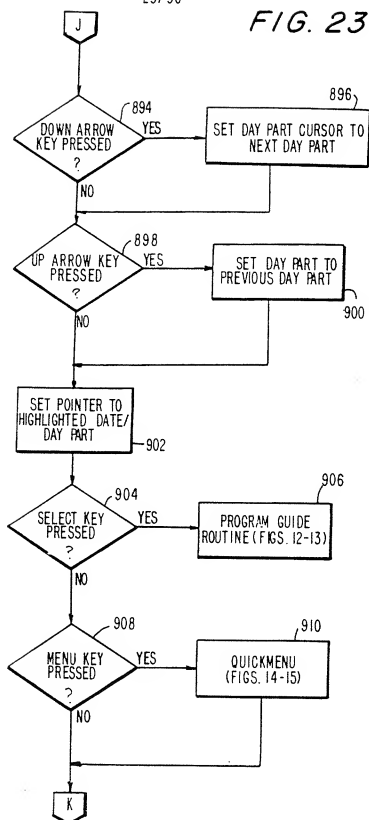 FIG. 23
J
894
DOWN ARROW
KEY PRESSED
?
YES
NO
896
SET DAY PART CURSOR TO
NEXT DAY PART
898
UP ARROW KEY
PRESSED
?
YES
NO
SET DAY PART TO
PREVIOUS DAY PART
900
SET POINTER TO
HIGHLIGHTED DATE/
DAY PART
902
904
SELECT KEY
PRESSED
?
YES
NO
906
PROGRAM GUIDE
ROUTINE (FIGS. 12-13)
908
MENU KEY
PRESSED
?
YES
NO
910
QUICKMENU
(FIGS. 14-15)
K